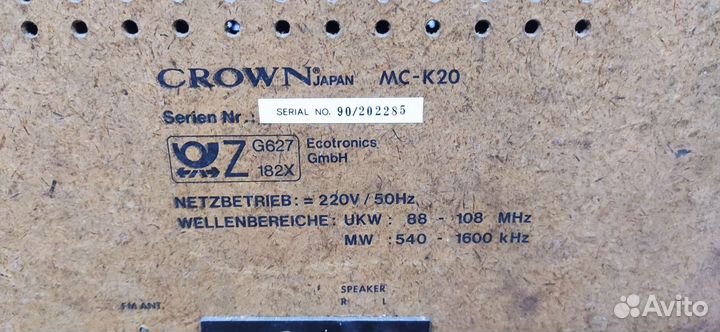 CROWN® JAPAN MC-K20
Serien Nr.: SERIAL NO. 90/202285
Z G627 182X
Ecotronics GmbH
NETZBETRIEB: = 220V/50Hz
WELLENBEREICHE: UKW: 88 - 108 MHz
MW: 540 - 1600 kHz
SPEAKER
FM ANT. R L
Avito